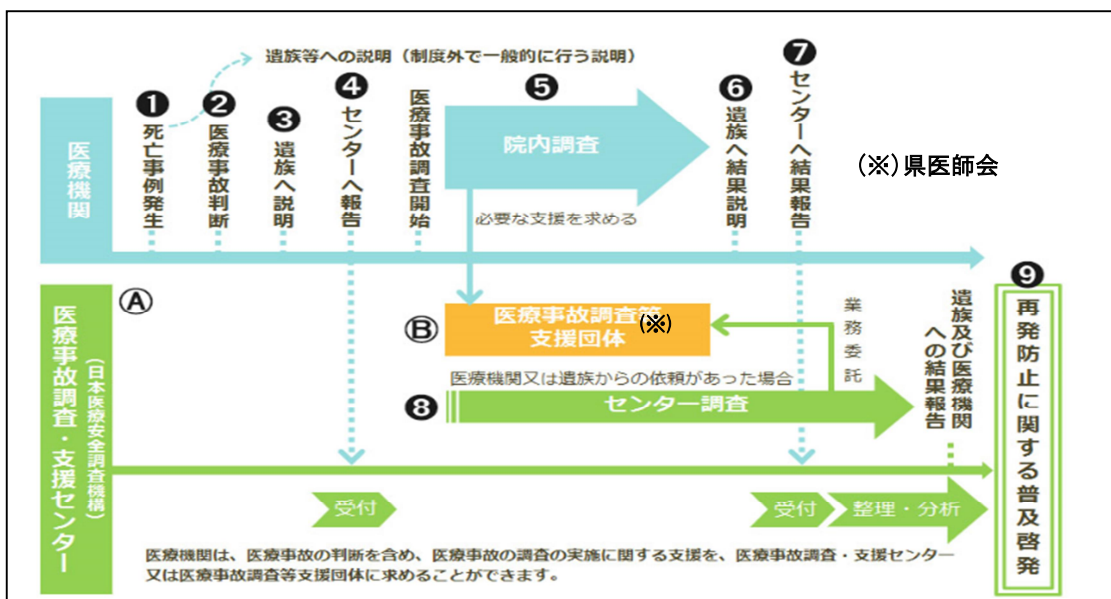 遺族等への説明（制度外で一般的に行う説明）
医療機関
❶
死亡事例発生
❷
医療事故判断
❸
遺族へ説明
❹
センターへ報告
医療事故調査開始
❺
院内調査
必要な支援を求める
❻
遺族へ結果説明
❼
センターへ結果報告
(※)県医師会
医療事故調査・支援センター
（日本医療安全調査機構）
Ⓐ
Ⓑ
医療事故調査等(※)
支援団体
業務委託
医療機関又は遺族からの依頼があった場合
❽
センター調査
遺族及び医療機関
への結果報告
❾
再発防止に関する普及啓発
受付
受付
整理・分析
医療機関は、医療事故の判断を含め、医療事故の調査の実施に関する支援を、医療事故調査・支援センター
又は医療事故調査等支援団体に求めることができます。